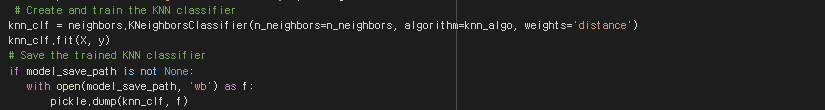 # Create and train the KNN classifier
knn_clf = neighbors.KNeighborsClassifier(n_neighbors=n_neighbors, algorithm=knn_algo, weights='distance')
knn_clf.fit(X, y)
# Save the trained KNN classifier
if model_save_path is not None:
    with open(model_save_path, 'wb') as f:
        pickle.dump(knn_clf, f)